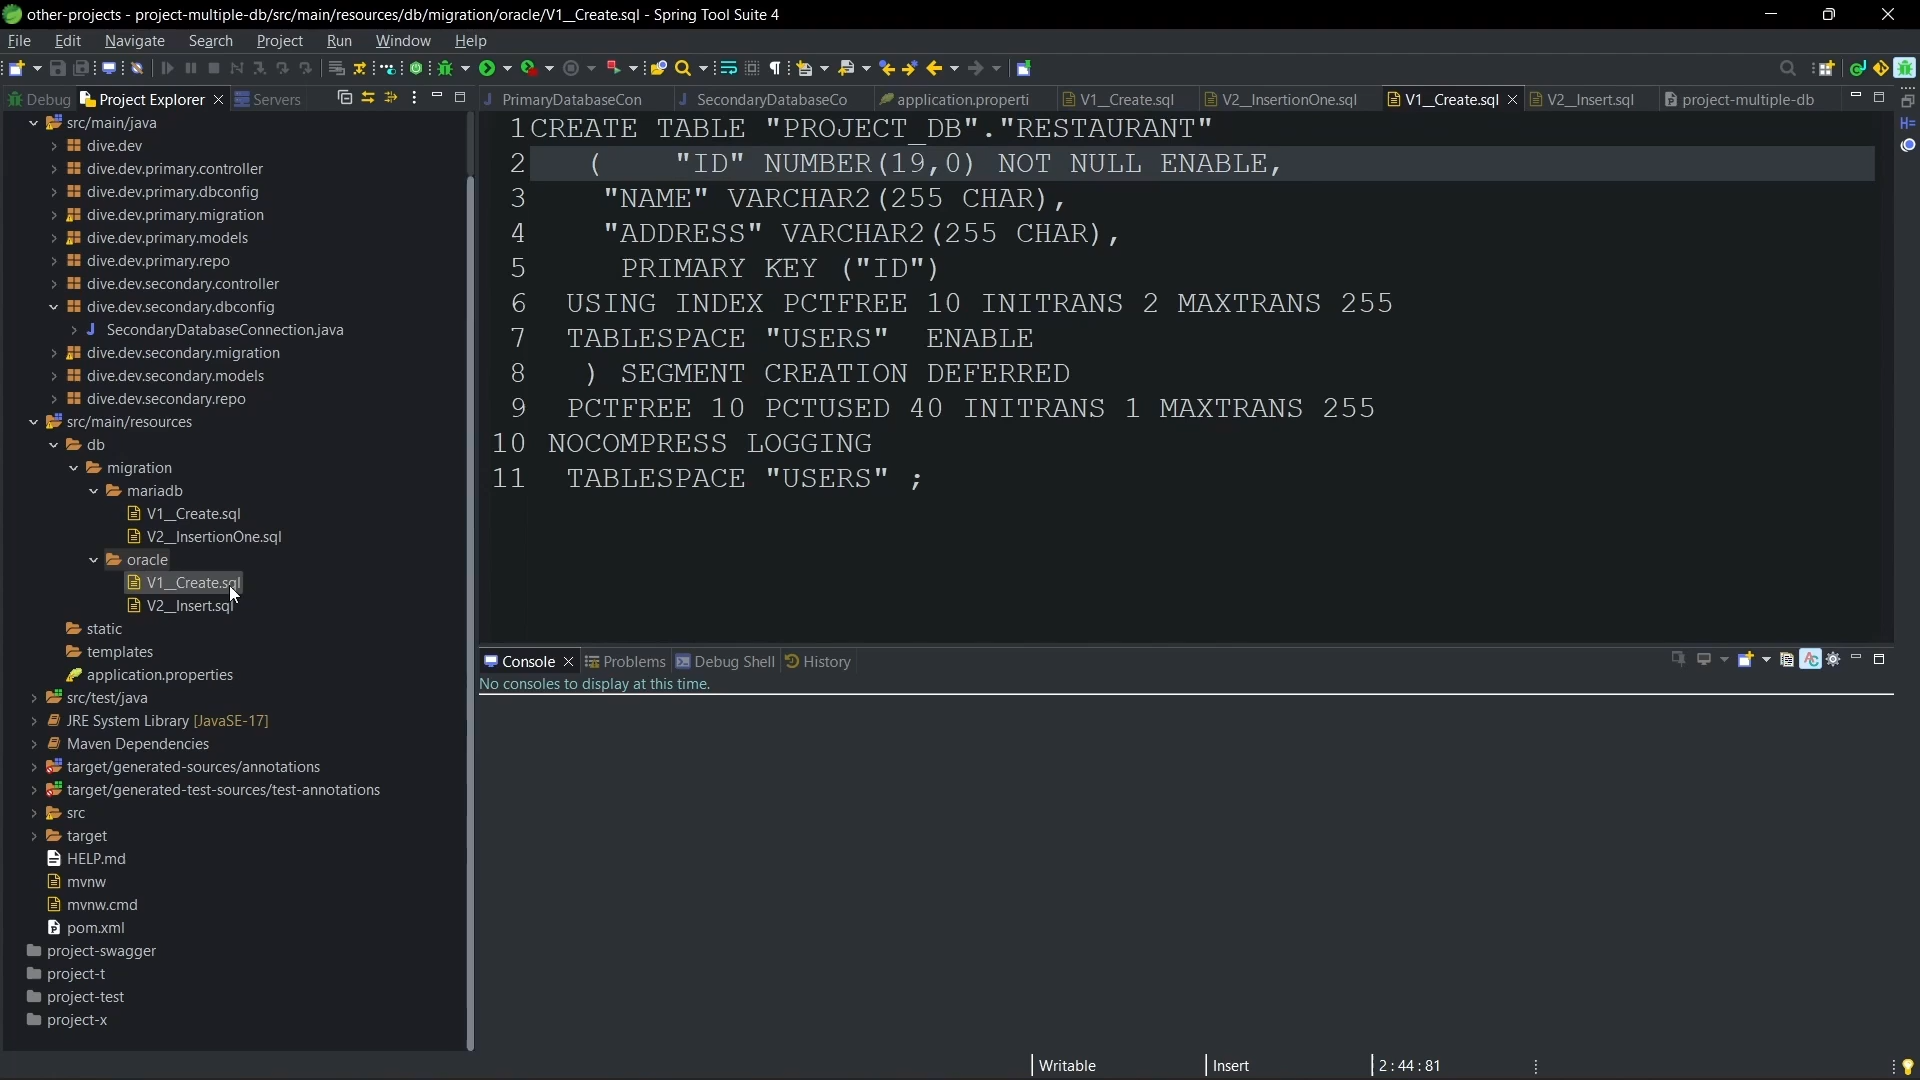 other-projects - project-multiple-db/src/main/resources/db/migration/oracle/V1__Create.sql - Spring Tool Suite 4
File Edit Navigate Search Project Run Window Help
Debug Project Explorer Servers
src/main/java
dive.dev
dive.dev.primary.controller
dive.dev.primary.dbconfig
dive.dev.primary.migration
dive.dev.primary.models
dive.dev.primary.repo
dive.dev.secondary.controller
dive.dev.secondary.dbconfig
SecondaryDatabaseConnection.java
dive.dev.secondary.migration
dive.dev.secondary.models
dive.dev.secondary.repo
src/main/resources
db
migration
mariadb
V1__Create.sql
V2__InsertionOne.sql
oracle
V1__Create.sql
V2__Insert.sql
static
templates
application.properties
src/test/java
JRE System Library [JavaSE-17]
Maven Dependencies
target/generated-sources/annotations
target/generated-test-sources/test-annotations
src
target
HELP.md
mvnw
mvnw.cmd
pom.xml
project-swagger
project-t
project-test
project-x
PrimaryDatabaseCon SecondaryDatabaseCo application.properti V1__Create.sql V2__InsertionOne.sql V1__Create.sql V2__Insert.sql project-multiple-db
1 CREATE TABLE "PROJECT_DB"."RESTAURANT"
2 ( "ID" NUMBER(19,0) NOT NULL ENABLE,
3 "NAME" VARCHAR2(255 CHAR),
4 "ADDRESS" VARCHAR2(255 CHAR),
5 PRIMARY KEY ("ID")
6 USING INDEX PCTFREE 10 INITRANS 2 MAXTRANS 255
7 TABLESPACE "USERS" ENABLE
8 ) SEGMENT CREATION DEFERRED
9 PCTFREE 10 PCTUSED 40 INITRANS 1 MAXTRANS 255
10 NOCOMPRESS LOGGING
11 TABLESPACE "USERS" ;
Console Problems Debug Shell History
No consoles to display at this time.
Writable Insert 2 : 44 : 81